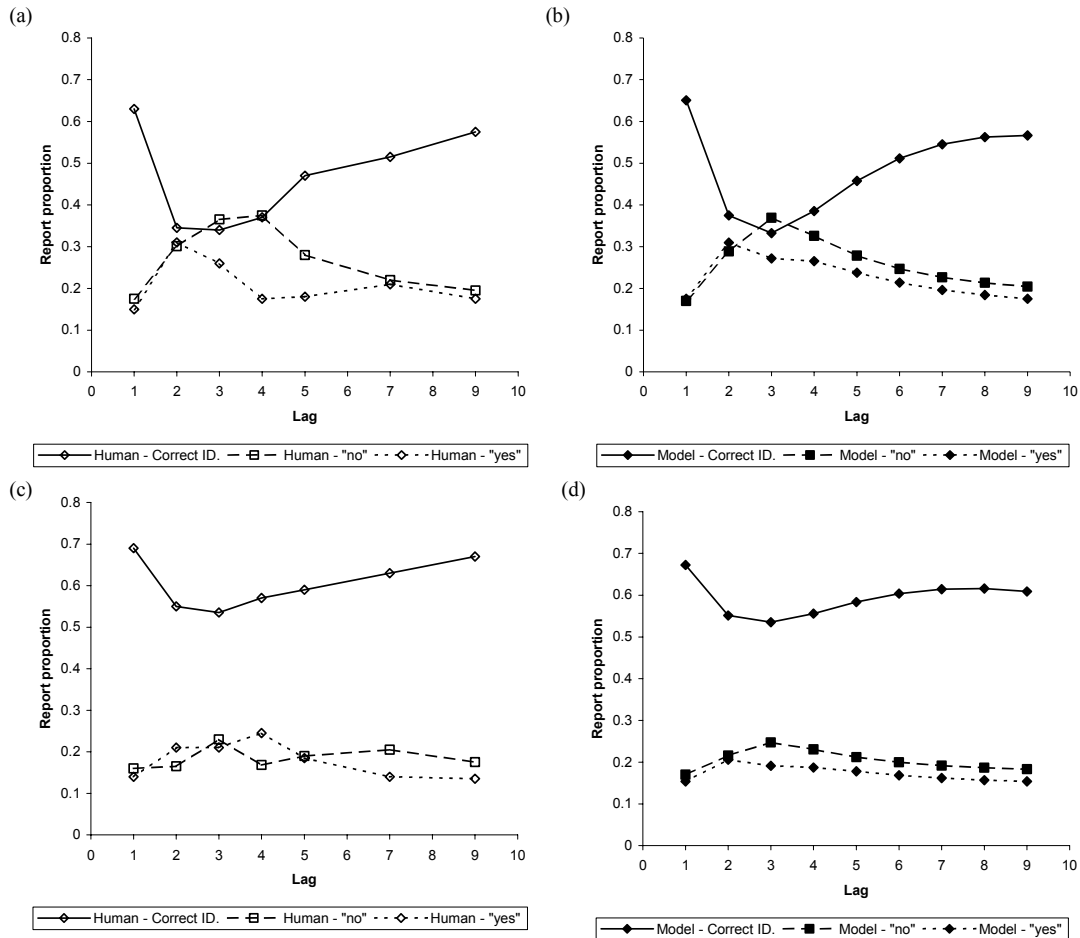 (a)
0.8
0.7
0.6
0.5
0.4
0.3
0.2
0.1
0
Report proportion
0 1 2 3 4 5 6 7 8 9 10
Lag
Human - Correct ID. Human - "no" Human - "yes"
(b)
0.8
0.7
0.6
0.5
0.4
0.3
0.2
0.1
0
Report proportion
0 1 2 3 4 5 6 7 8 9 10
Lag
Model - Correct ID. Model - "no" Model - "yes"
(c)
0.8
0.7
0.6
0.5
0.4
0.3
0.2
0.1
0
Report proportion
0 1 2 3 4 5 6 7 8 9 10
Lag
Human - Correct ID. Human - "no" Human - "yes"
(d)
0.8
0.7
0.6
0.5
0.4
0.3
0.2
0.1
0
Report proportion
0 1 2 3 4 5 6 7 8 9 10
Lag
Model - Correct ID. Model - "no" Model - "yes"